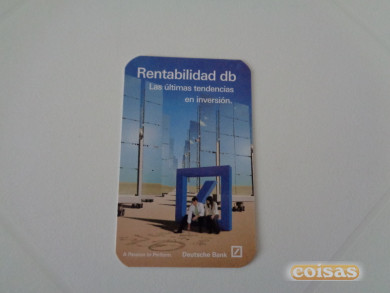 Rentabilidad db
Las últimas tendencias
en inversión.
A Passion to Perform.
Deutsche Bank
coisas